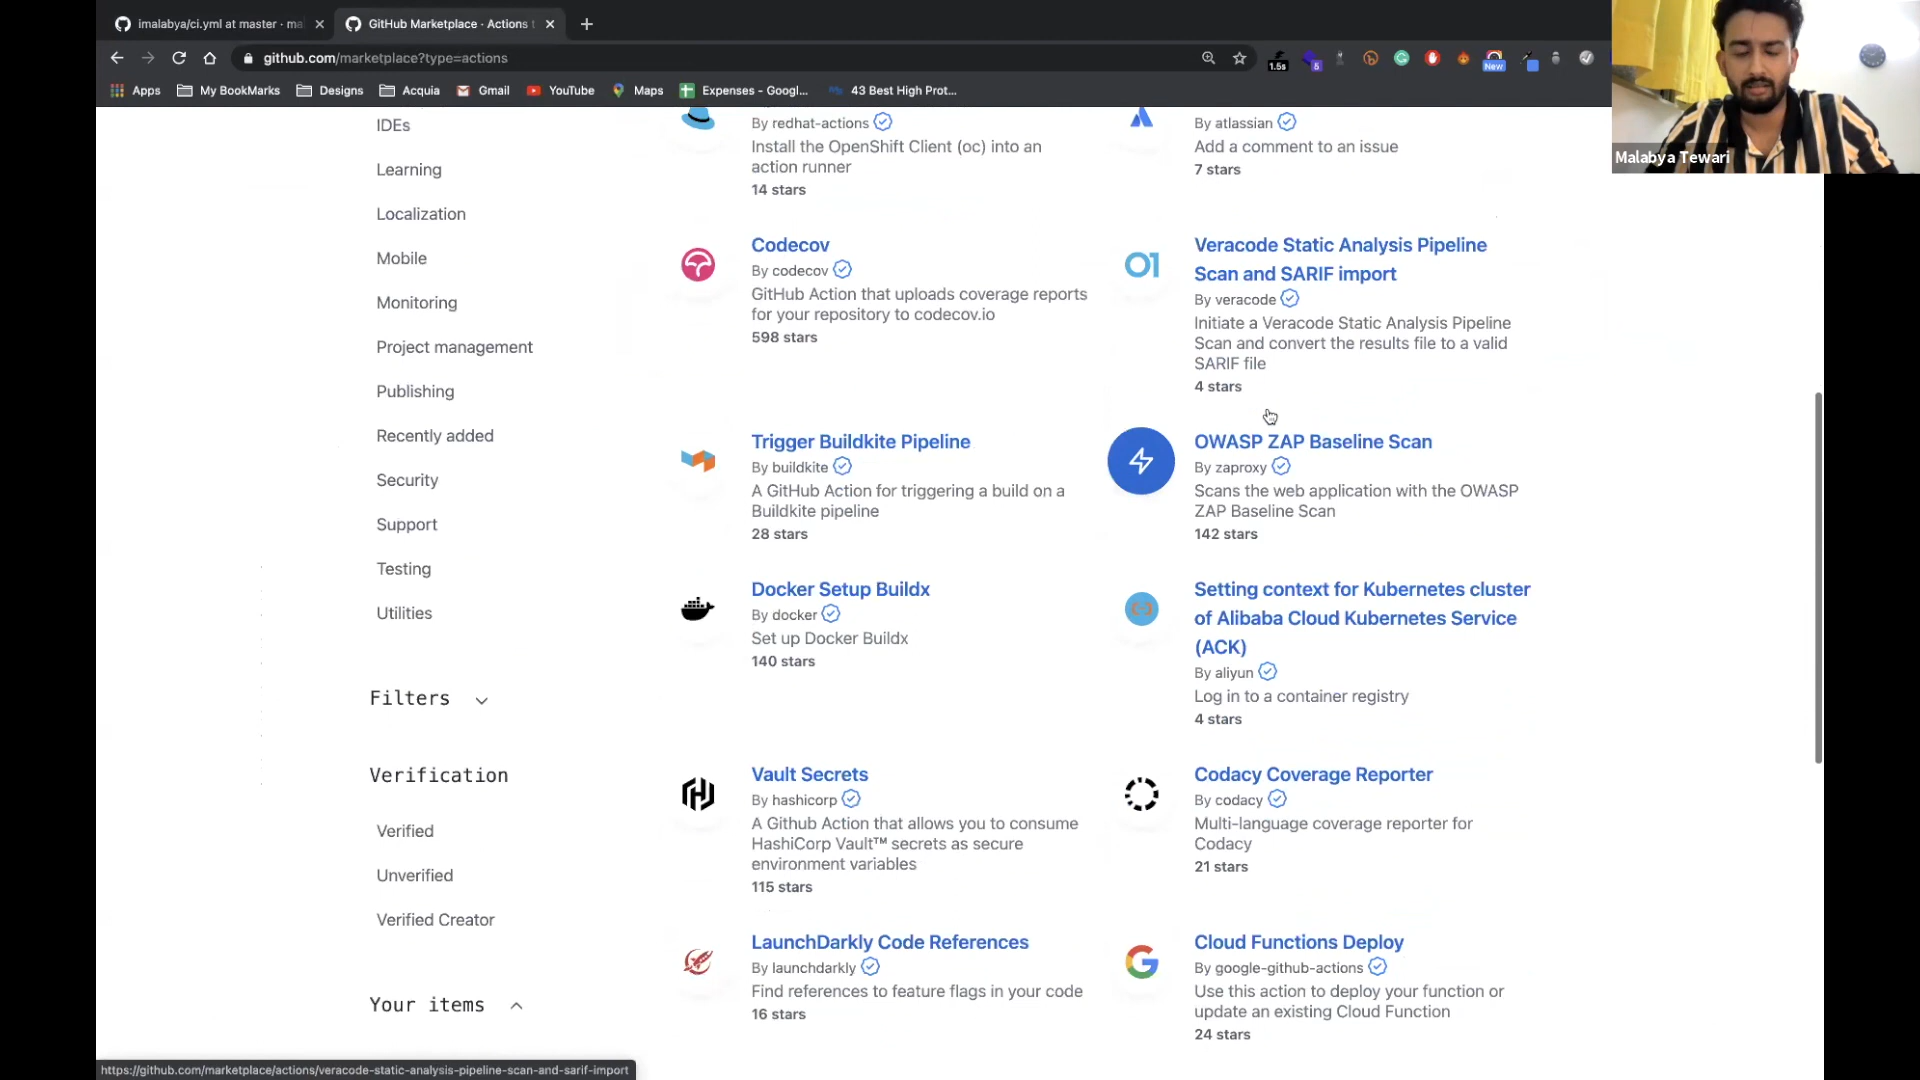 imalabya/ci.yml at master · ma
GitHub Marketplace · Actions t
github.com/marketplace?type=actions
1.5s
6
New
Apps
My BookMarks
Designs
Acquia
Gmail
YouTube
Maps
Expenses - Googl...
43 Best High Prot...
Malabya Tewari
IDEs
Learning
Localization
Mobile
Monitoring
Project management
Publishing
Recently added
Security
Support
Testing
Utilities
Filters
Verification
Verified
Unverified
Verified Creator
Your items
By redhat-actions
Install the OpenShift Client (oc) into an
action runner
14 stars
By atlassian
Add a comment to an issue
7 stars
Codecov
By codecov
GitHub Action that uploads coverage reports
for your repository to codecov.io
598 stars
Veracode Static Analysis Pipeline
Scan and SARIF import
By veracode
Initiate a Veracode Static Analysis Pipeline
Scan and convert the results file to a valid
SARIF file
4 stars
Trigger Buildkite Pipeline
By buildkite
A GitHub Action for triggering a build on a
Buildkite pipeline
28 stars
OWASP ZAP Baseline Scan
By zaproxy
Scans the web application with the OWASP
ZAP Baseline Scan
142 stars
Docker Setup Buildx
By docker
Set up Docker Buildx
140 stars
Setting context for Kubernetes cluster
of Alibaba Cloud Kubernetes Service
(ACK)
By aliyun
Log in to a container registry
4 stars
Vault Secrets
By hashicorp
A Github Action that allows you to consume
HashiCorp Vault™ secrets as secure
environment variables
115 stars
Codacy Coverage Reporter
By codacy
Multi-language coverage reporter for
Codacy
21 stars
LaunchDarkly Code References
By launchdarkly
Find references to feature flags in your code
16 stars
Cloud Functions Deploy
By google-github-actions
Use this action to deploy your function or
update an existing Cloud Function
24 stars
https://github.com/marketplace/actions/veracode-static-analysis-pipeline-scan-and-sarif-import